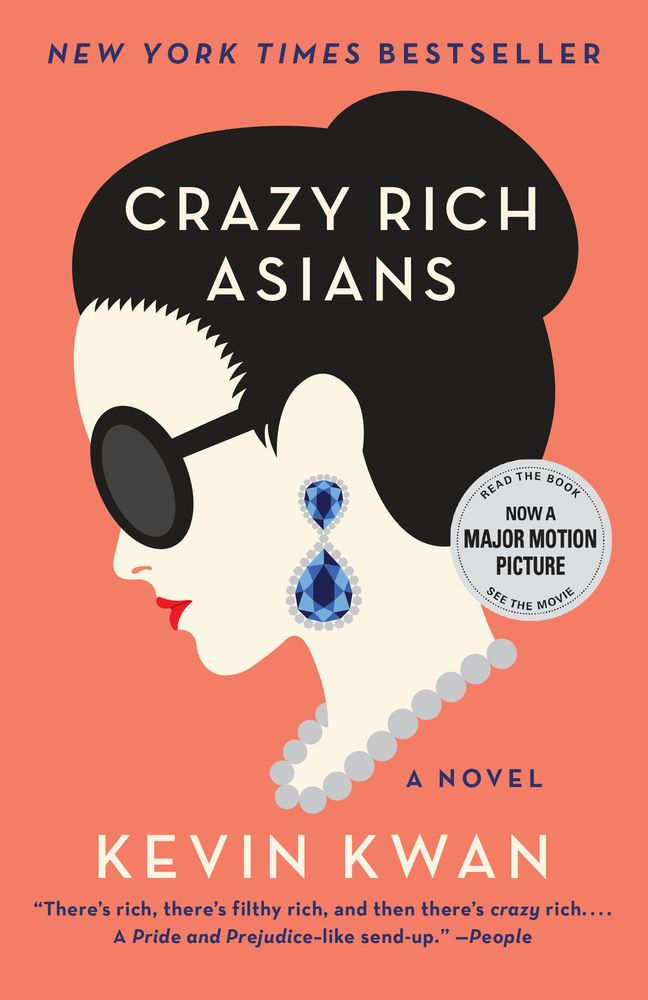 NEW YORK TIMES BESTSELLER
CRAZY RICH
ASIANS
READ THE BOOK
NOW A
MAJOR MOTION
PICTURE
SEE THE MOVIE
A NOVEL
KEVIN KWAN
“There’s rich, there’s filthy rich, and then there’s crazy rich....
A Pride and Prejudice–like send-up.” —People